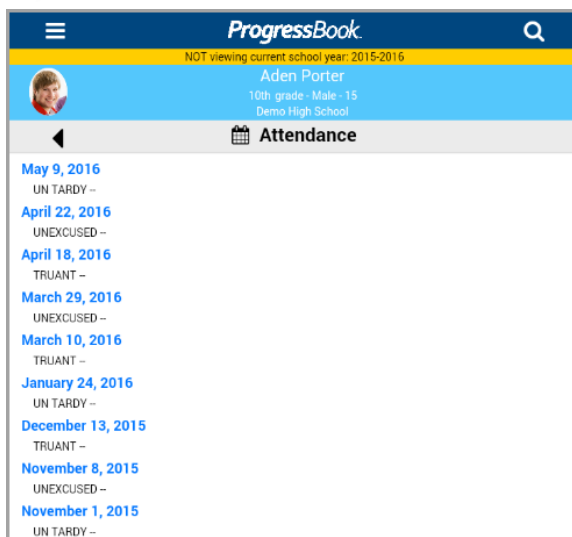 ProgressBook
NOT viewing current school year: 2015-2016
Aden Porter
10th grade - Male - 15
Demo High School
Attendance
May 9, 2016
UN TARDY --
April 22, 2016
UNEXCUSED --
April 18, 2016
TRUANT --
March 29, 2016
UNEXCUSED --
March 10, 2016
TRUANT --
January 24, 2016
UN TARDY --
December 13, 2015
TRUANT --
November 8, 2015
UNEXCUSED --
November 1, 2015
UN TARDY --